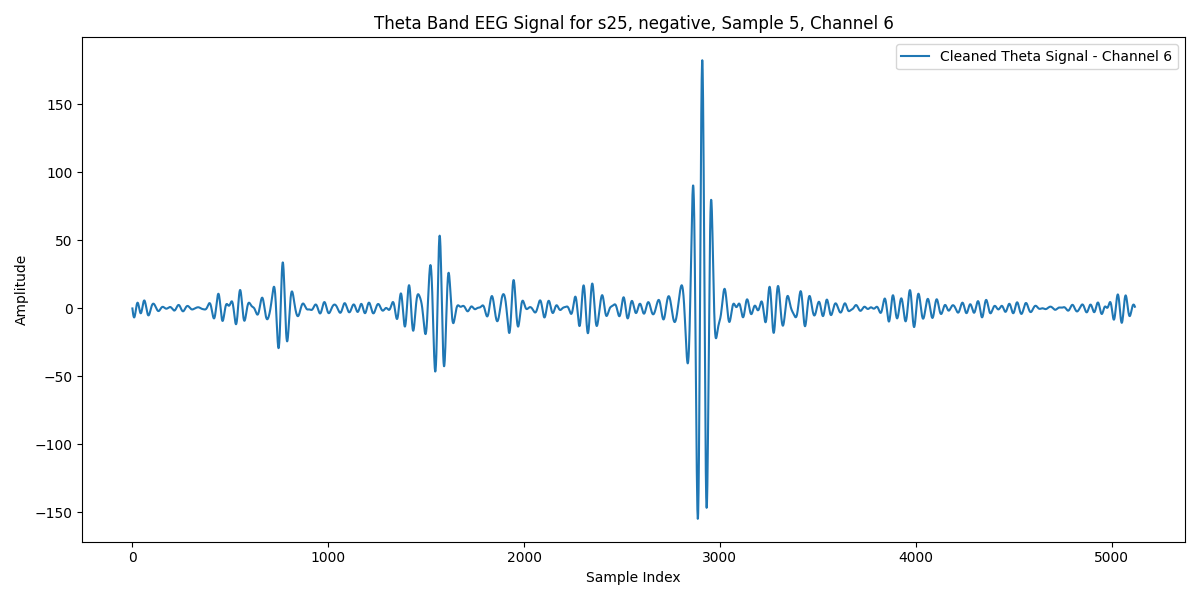 Theta Band EEG Signal for s25, negative, Sample 5, Channel 6
Cleaned Theta Signal - Channel 6
Amplitude
150
100
50
0
−50
−100
−150
0 1000 2000 3000 4000 5000
Sample Index